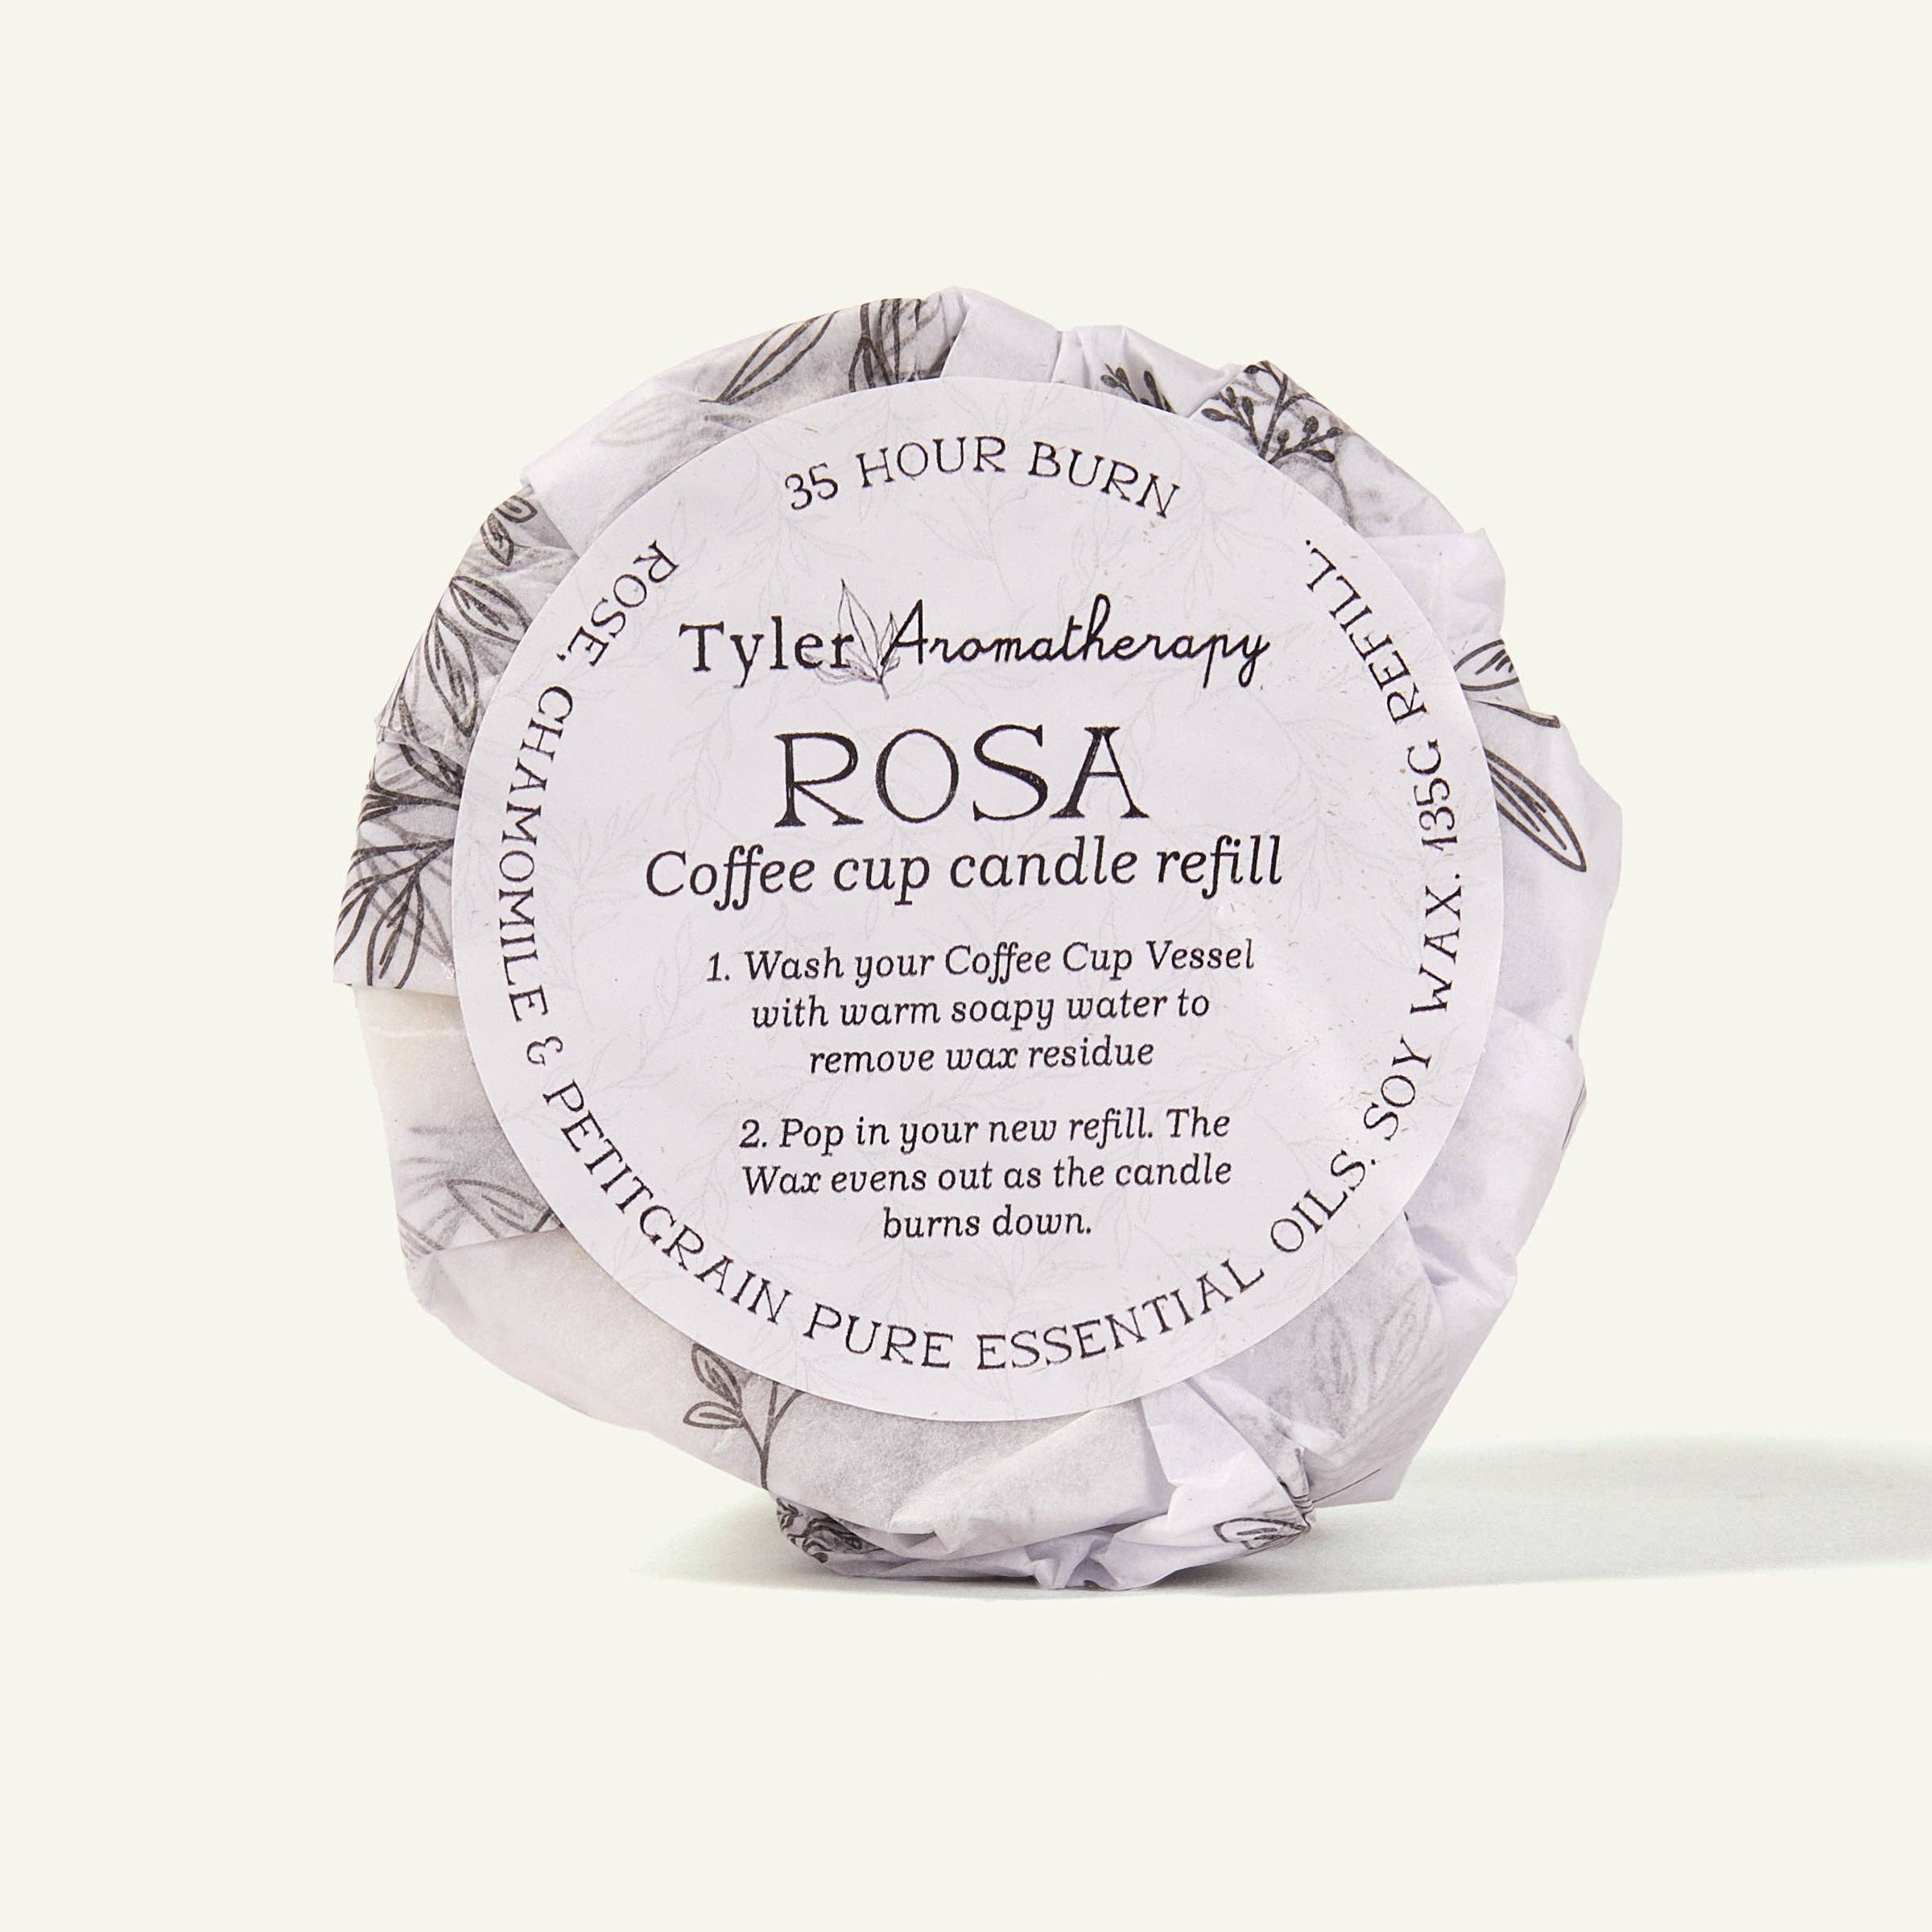 35 HOUR BURN
Tyler Aromatherapy
ROSA
Coffee cup candle refill
1. Wash your Coffee Cup Vessel
with warm soapy water to
remove wax residue
2. Pop in your new refill. The
Wax evens out as the candle
burns down.
ROSE, CHAMOMILE & PETITGRAIN PURE ESSENTIAL OILS. SOY WAX. 135G REFILL.